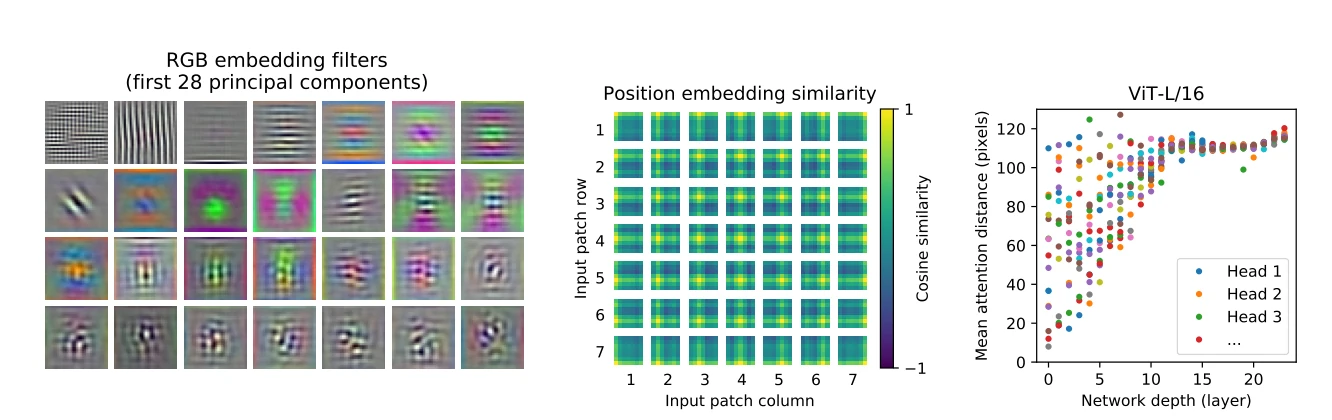 RGB embedding filters
(first 28 principal components)
Position embedding similarity
1
2
3
4
5
6
7
Input patch row
1 2 3 4 5 6 7
Input patch column
1
−1
Cosine similarity
ViT-L/16
120
100
80
60
40
20
0
Mean attention distance (pixels)
Head 1
Head 2
Head 3
...
0 5 10 15 20
Network depth (layer)